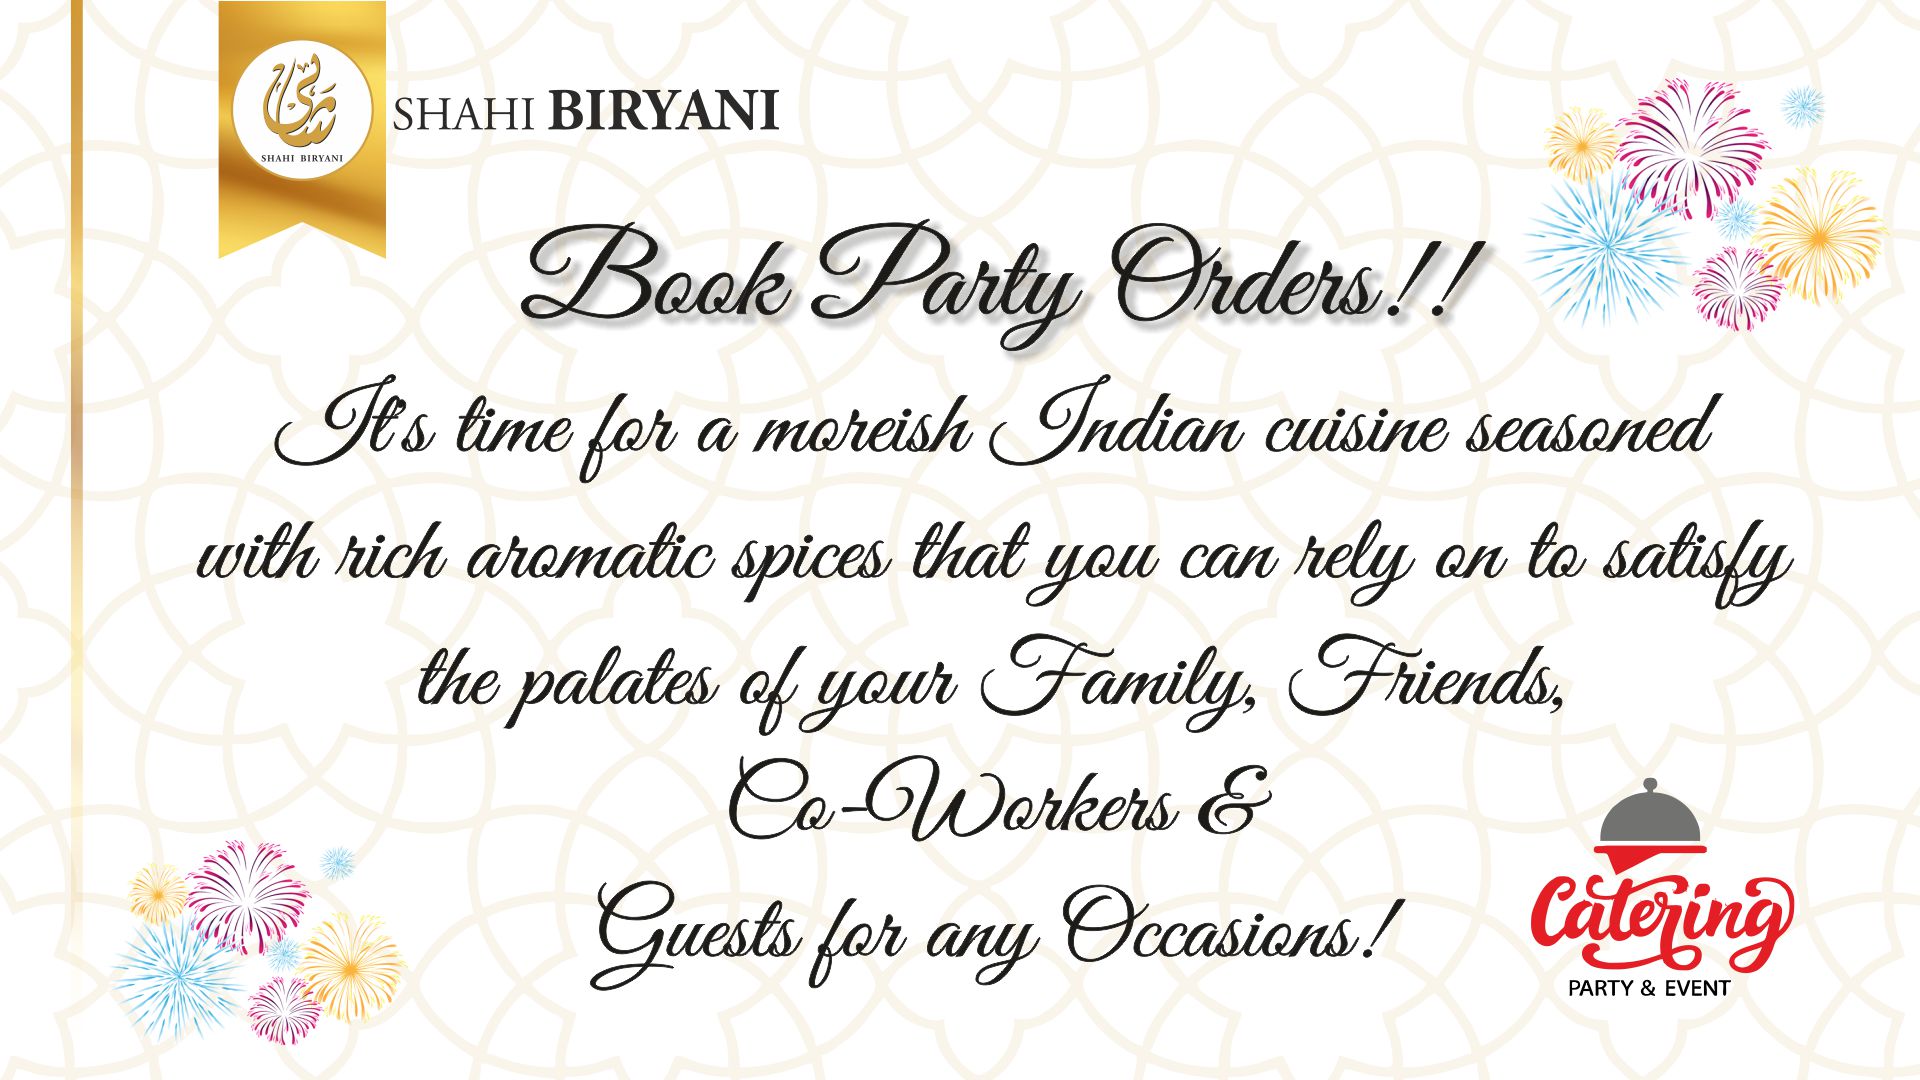 SHAHI BIRYANI
SHAHI BIRYANI
Book Party Orders!!
It's time for a moreish Indian cuisine seasoned
with rich aromatic spices that you can rely on to satisfy
the palates of your Family, Friends,
Co-Workers &
Guests for any Occasions!
Catering
PARTY & EVENT